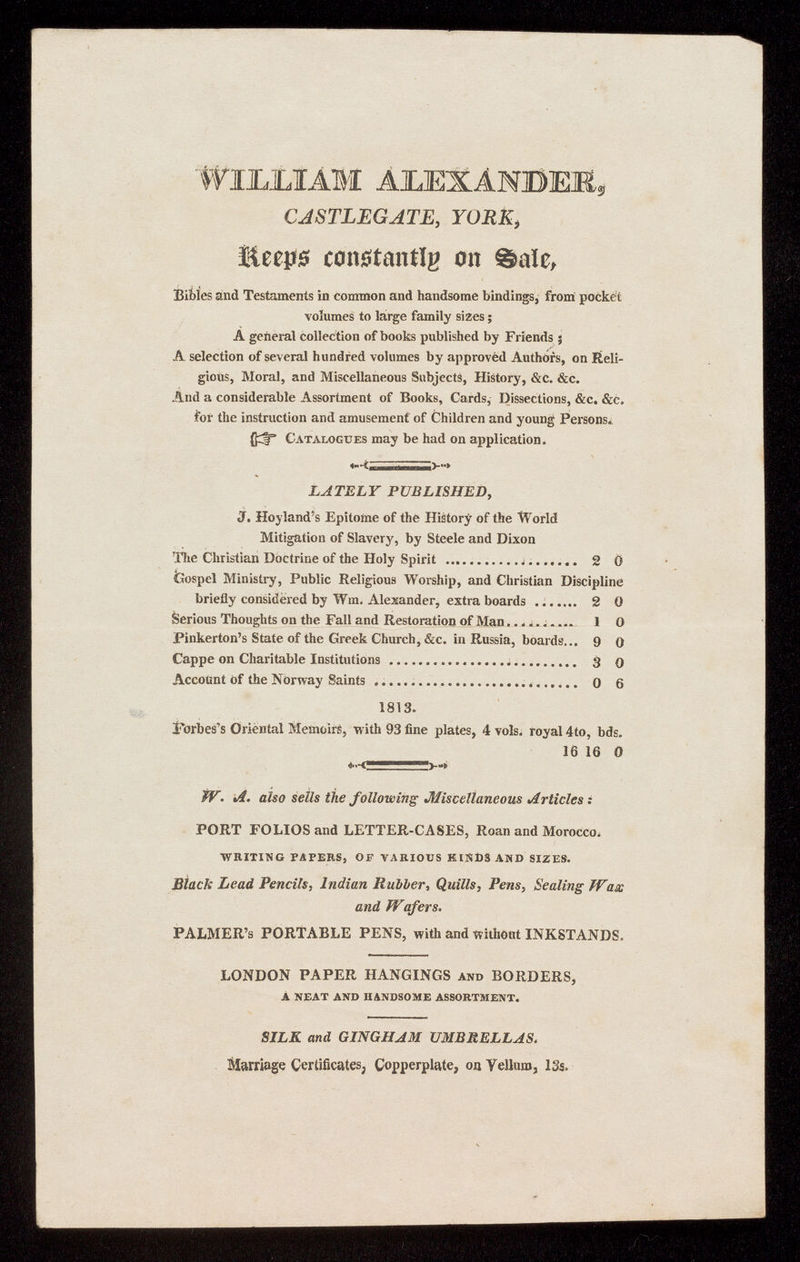 WILLIAM ALEXANDER,
CASTLEGATE, YORK,
Keeps constantly on Sale,
Bibles and Testaments in common and handsome bindings, from pocket
volumes to large family sizes;
A general collection of books published by Friends;
A selection of several hundred volumes by approved Authors, on Reli-
gious, Moral, and Miscellaneous Subjects, History, &c. &c.
And a considerable Assortment of Books, Cards, Dissections, &c. &c.
for the instruction and amusement of Children and young Persons.
☞ CATALOGUES may be had on application.
LATELY PUBLISHED,
J. Hoyland's Epitome of the History of the World
Mitigation of Slavery, by Steele and Dixon
The Christian Doctrine of the Holy Spirit ................... 2 0
Gospel Ministry, Public Religious Worship, and Christian Discipline
briefly considered by Wm. Alexander, extra boards ....... 2 0
Serious Thoughts on the Fall and Restoration of Man.......... 1 0
Pinkerton's State of the Greek Church, &c. in Russia, boards... 9 0
Cappe on Charitable Institutions .......................... 3 0
Account of the Norway Saints ............................ 0 6
1813.
Forbes's Oriental Memoirs, with 93 fine plates, 4 vols. royal 4to, bds.
16 16 0
W. A. also sells the following Miscellaneous Articles:
PORT FOLIOS and LETTER-CASES, Roan and Morocco.
WRITING PAPERS, OF VARIOUS KINDS AND SIZES.
Black Lead Pencils, Indian Rubber, Quills, Pens, Sealing Wax
and Wafers.
PALMER's PORTABLE PENS, with and without INKSTANDS.
LONDON PAPER HANGINGS AND BORDERS,
A NEAT AND HANDSOME ASSORTMENT.
SILK and GINGHAM UMBRELLAS.
Marriage Certificates, Copperplate, on Vellum, 13s.